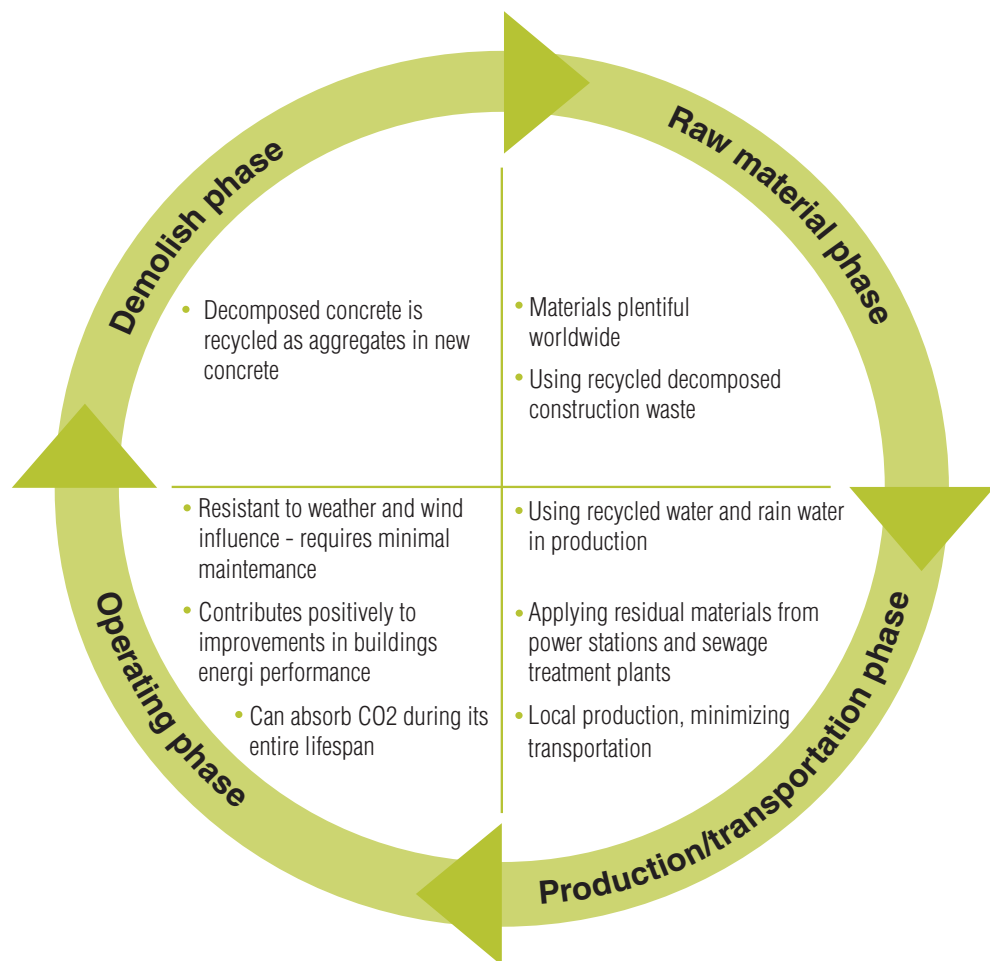 Demolish phase
• Decomposed concrete is
recycled as aggregates in new
concrete
Raw material phase
• Materials plentiful
worldwide
• Using recycled decomposed
construction waste
Production/transportation phase
• Using recycled water and rain water
in production
• Applying residual materials from
power stations and sewage
treatment plants
• Local production, minimizing
transportation
Operating phase
• Resistant to weather and wind
influence - requires minimal
maintemance
• Contributes positively to
improvements in buildings
energi performance
• Can absorb CO2 during its
entire lifespan